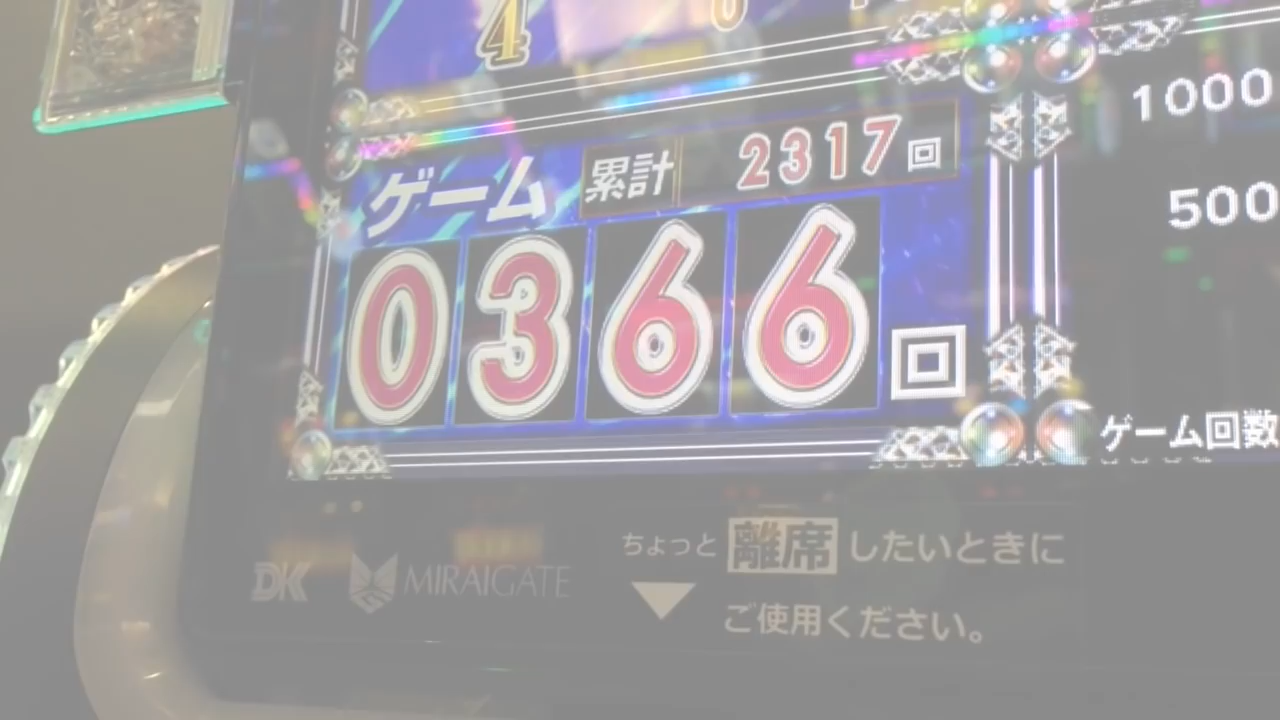 4 0
1000
ゲーム 累計 2317回
500
0366回
ゲーム回数
DK MIRAIGATE
ちょっと離席したいときに
ご使用ください。